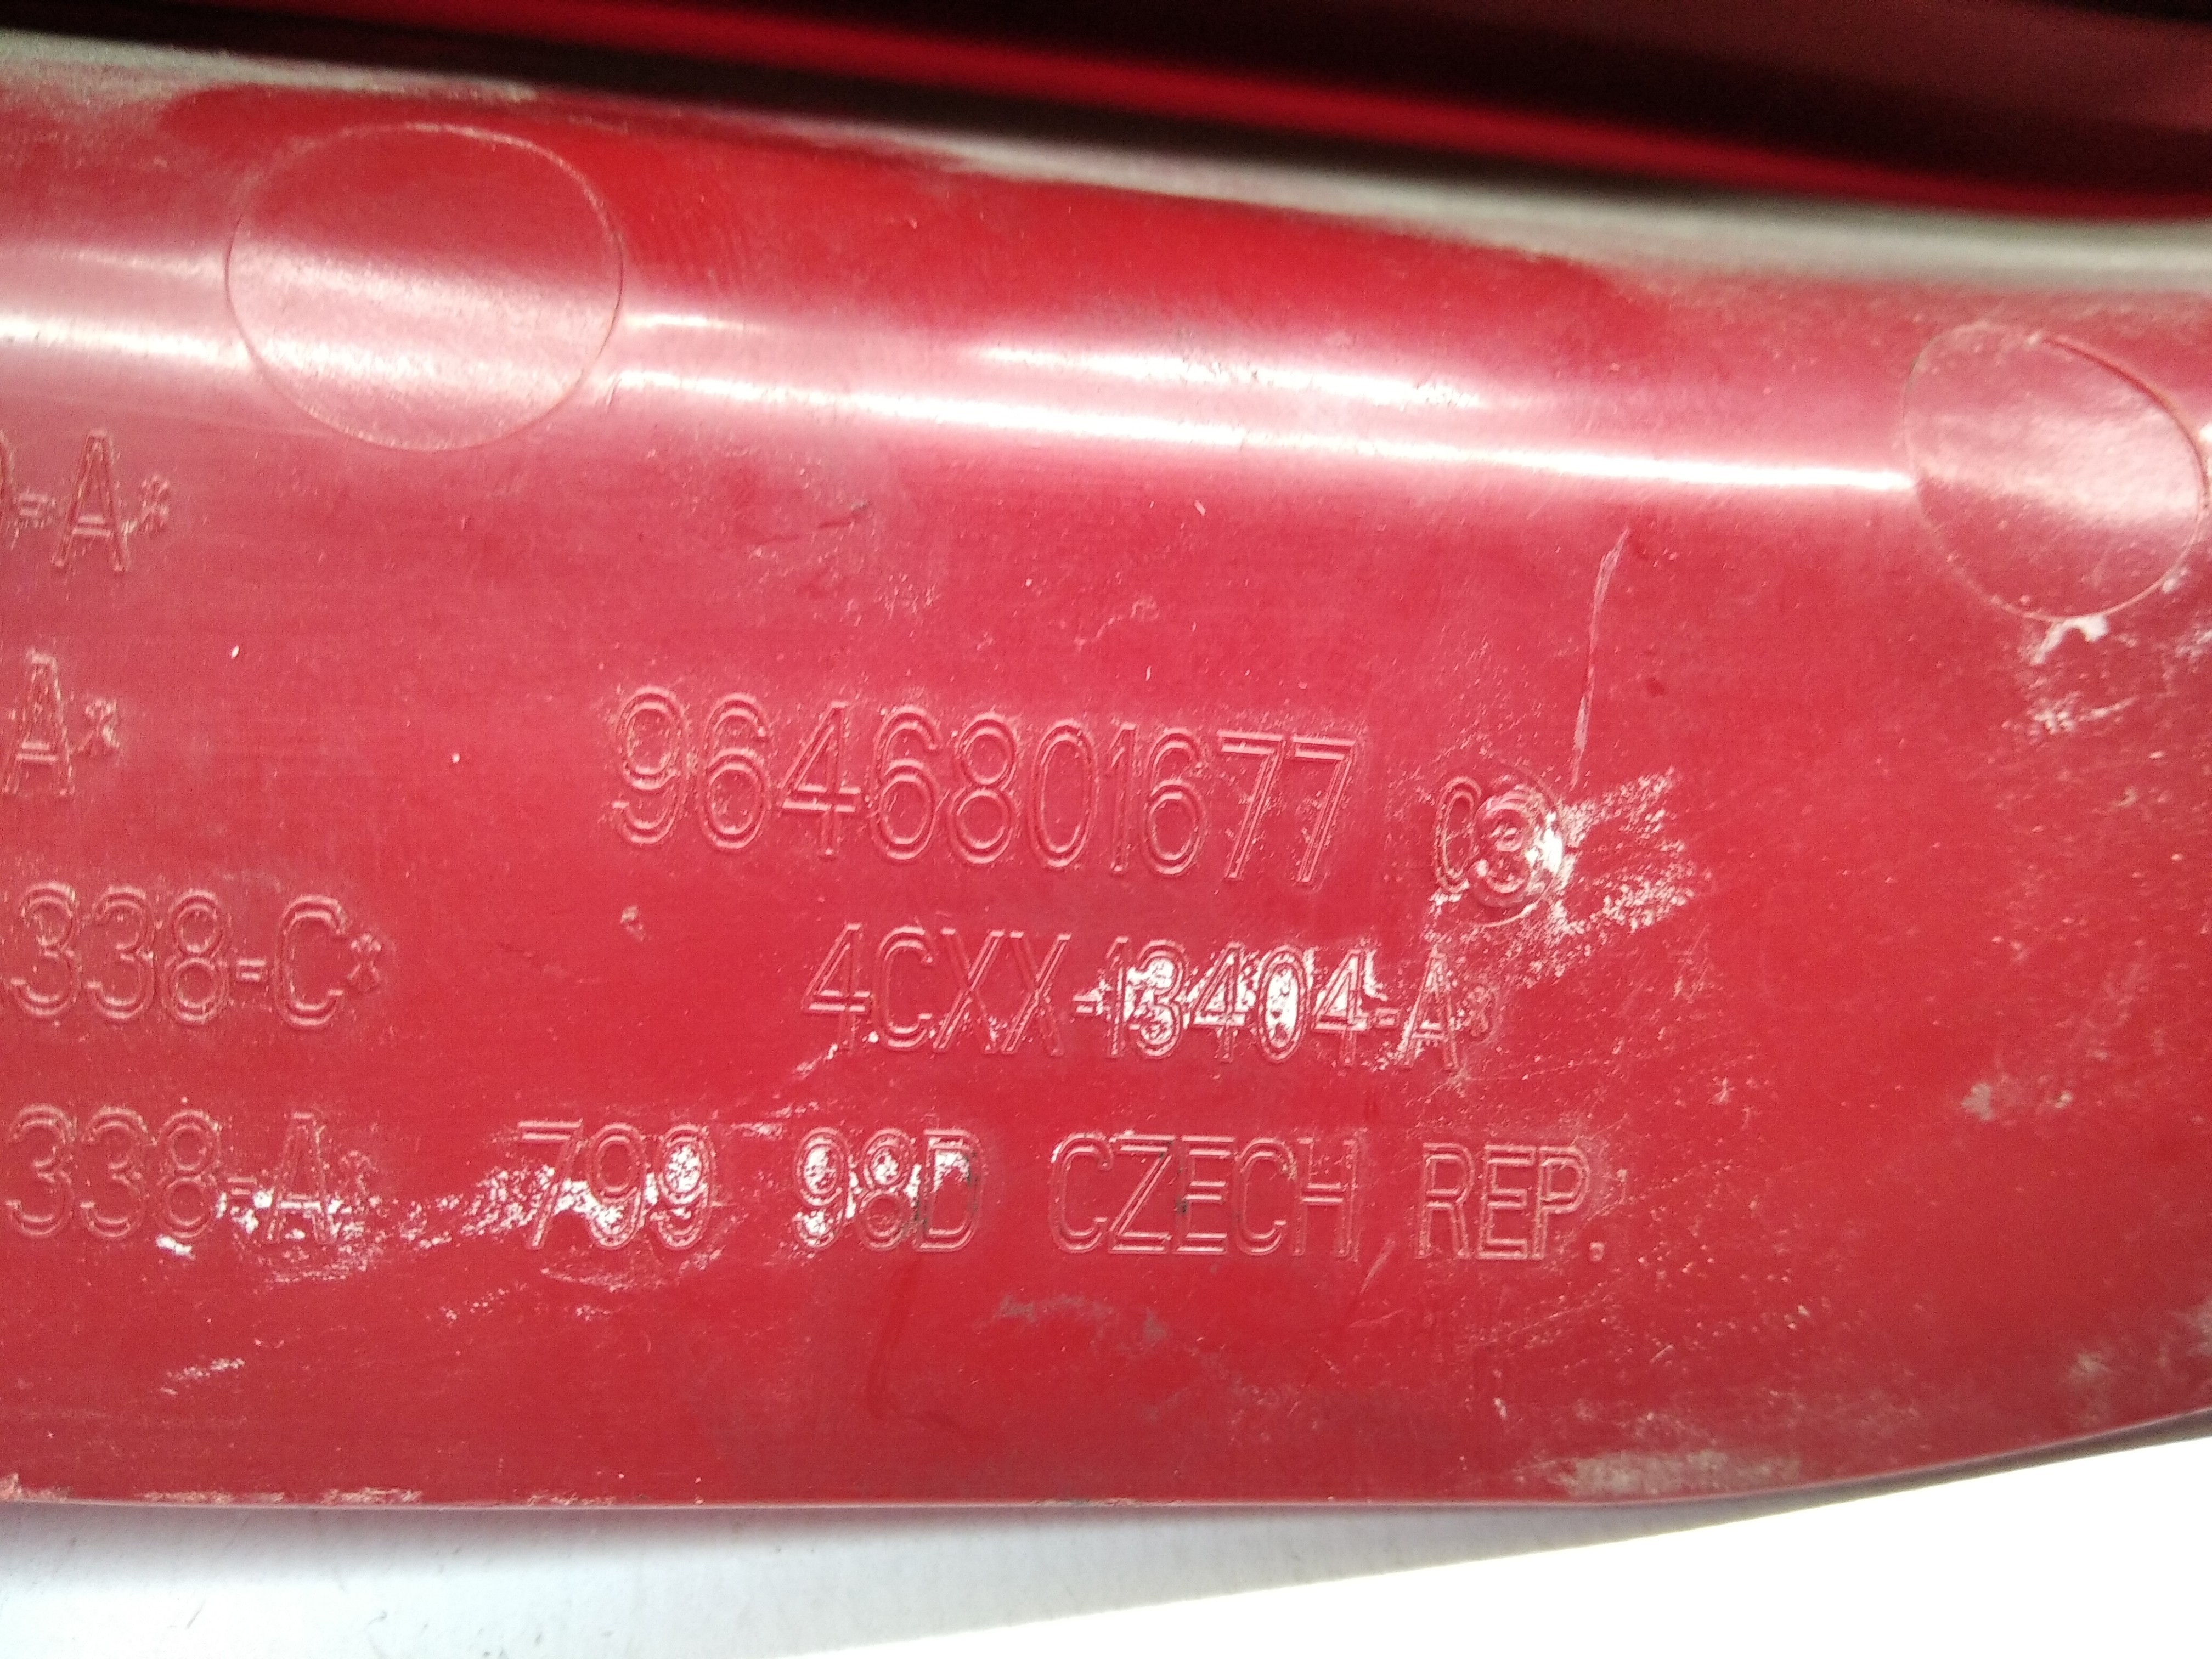 -A*
A*
9646801677
338-C*
4CXX-13404-A*
338-A*
799 98D CZECH REP.